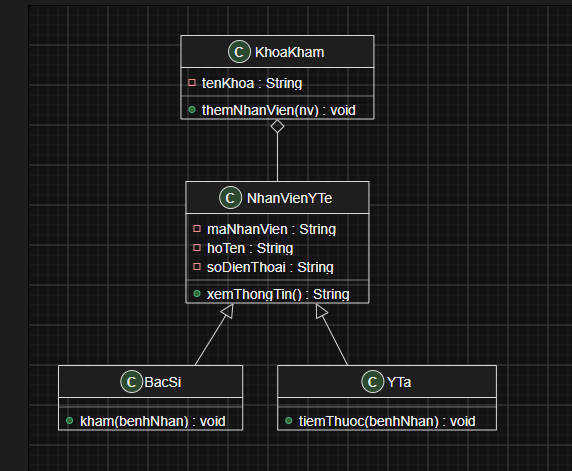 C KhoaKham
tenKhoa : String
themNhanVien(nv) : void
C NhanVienYTe
maNhanVien : String
hoTen : String
soDienThoai : String
xemThongTin() : String
C BacSi
kham(benhNhan) : void
C YTa
tiemThuoc(benhNhan) : void